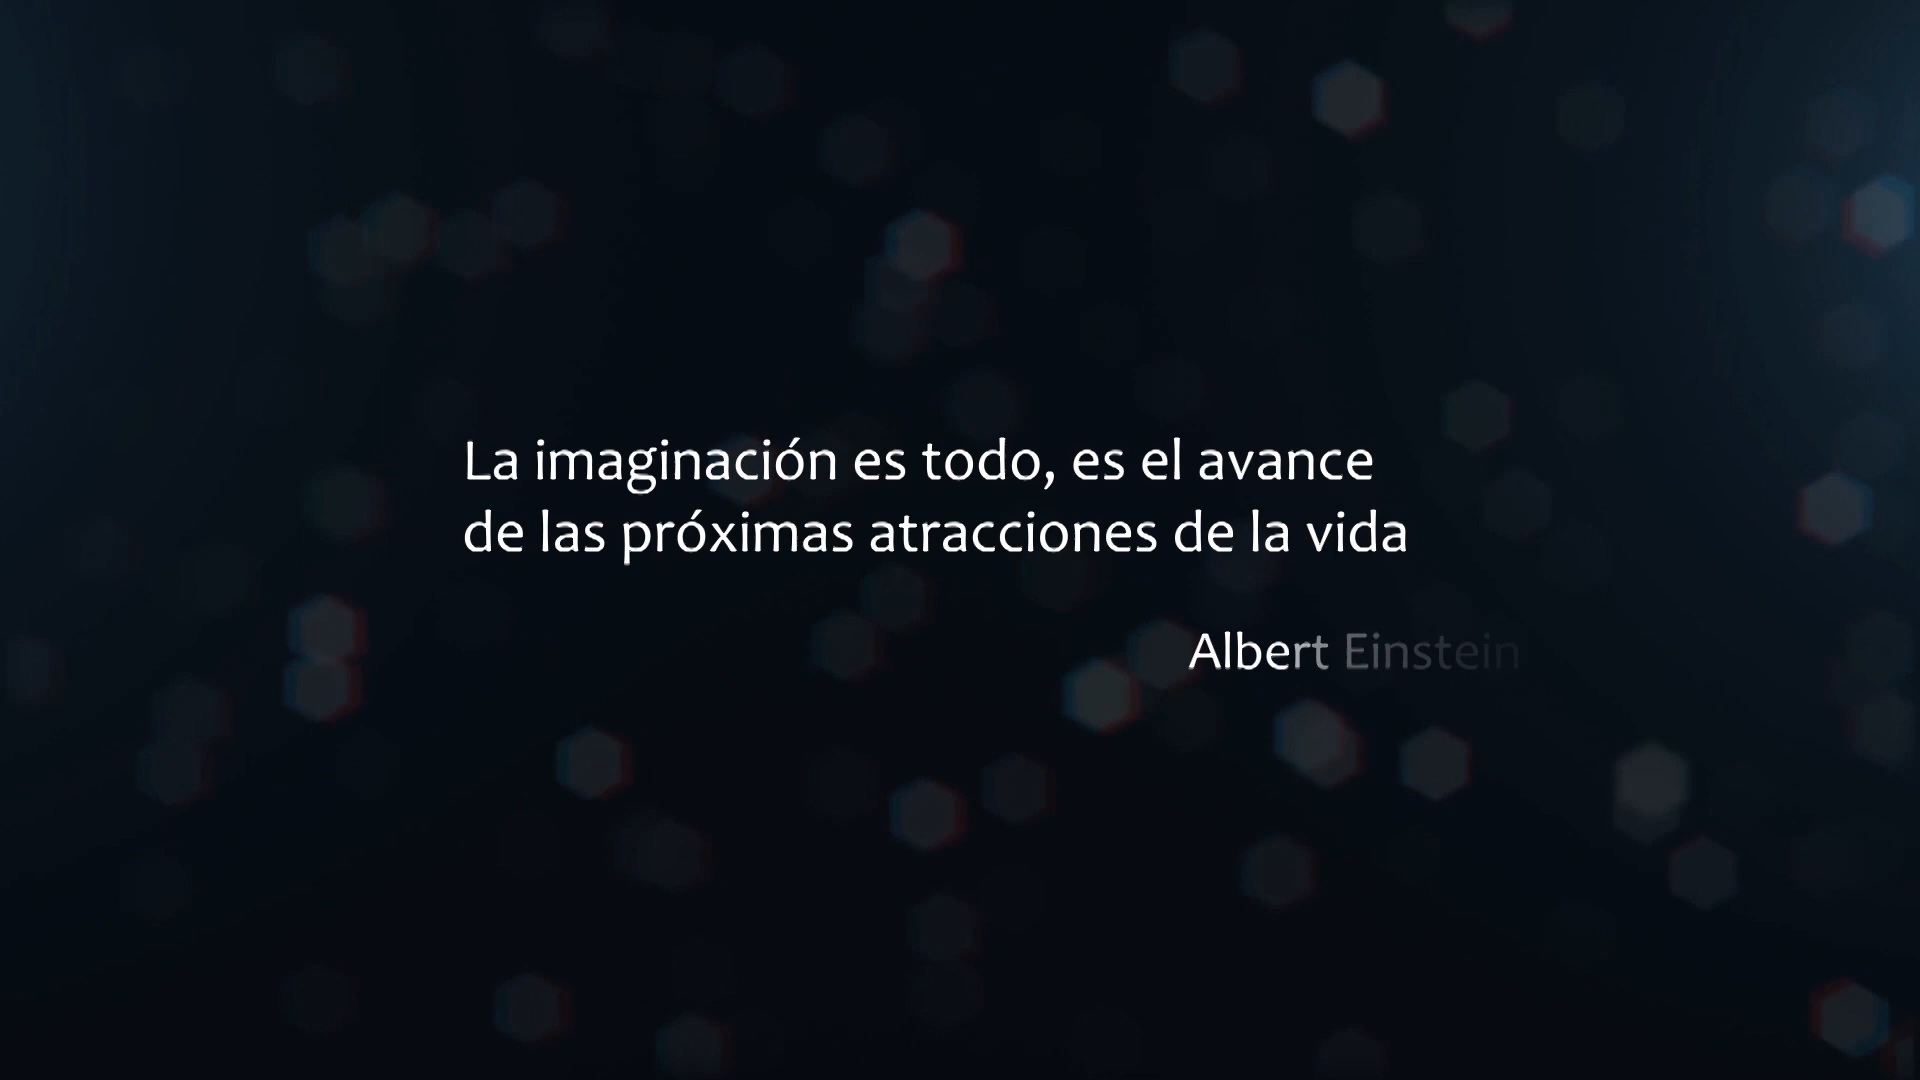 La imaginación es todo, es el avance
de las próximas atracciones de la vida
Albert Einstein